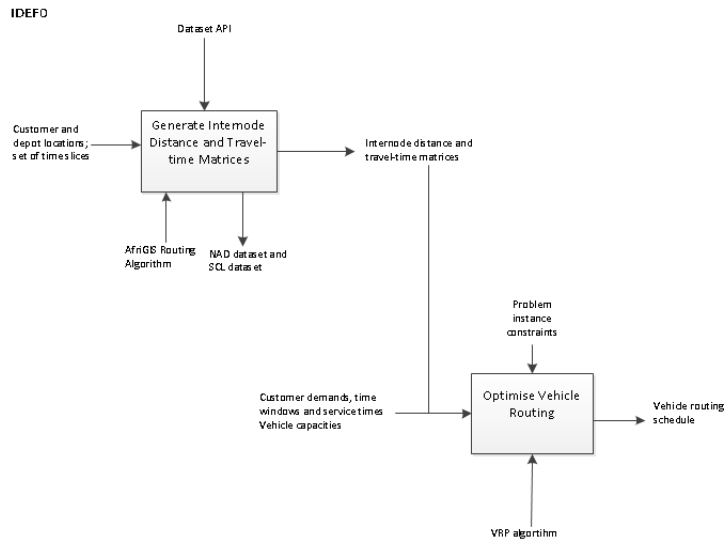 IDEF0
Dataset API
Customer and
depot locations;
set of times lices
Generate Internode
Distance and Travel-
time Matrices
Internode distance and
travel-time matrices
AfriGIS Routing
Algorithm
NAD dataset and
SCL dataset
Problem
instance
constraints
Customer demands, time
windows and service times
Vehicle capacities
Optimise Vehicle
Routing
Vehicle routing
schedule
VRP algortihm